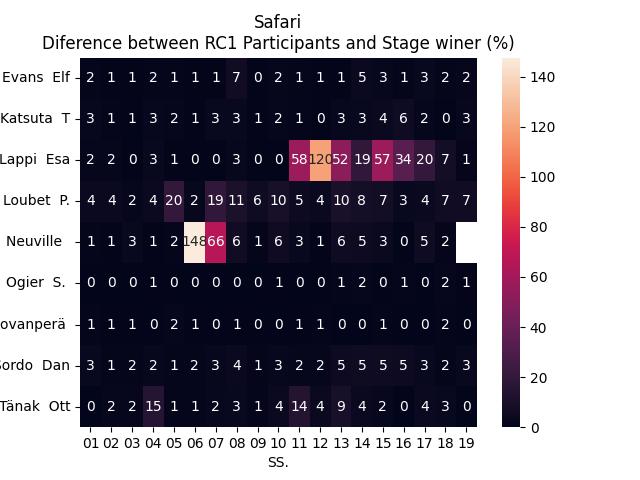 Safari
Diference between RC1 Participants and Stage winer (%)
Evans Elf 2 1 1 2 1 1 1 7 0 2 1 1 1 5 3 1 3 2 2
Katsuta T 3 1 1 3 2 1 3 3 1 2 1 0 3 3 4 6 2 0 3
Lappi Esa 2 2 0 3 1 0 0 3 0 0 58 120 52 19 57 34 20 7 1
Loubet P. 4 4 2 4 20 2 19 11 6 10 5 4 10 8 7 3 4 7 7
Neuville 1 1 3 1 2 148 66 6 1 6 3 1 6 5 3 0 5 2
Ogier S. 0 0 0 1 0 0 0 0 0 1 0 0 1 2 0 1 0 2 1
ovanperä 1 1 1 0 2 1 0 1 0 0 1 1 0 0 1 0 0 2 0
ordo Dan 3 1 2 2 1 2 3 4 1 3 2 2 5 5 5 5 3 2 3
Tänak Ott 0 2 2 15 1 1 2 3 1 4 14 4 9 4 2 0 4 3 0
01 02 03 04 05 06 07 08 09 10 11 12 13 14 15 16 17 18 19
SS.
140
120
100
80
60
40
20
0